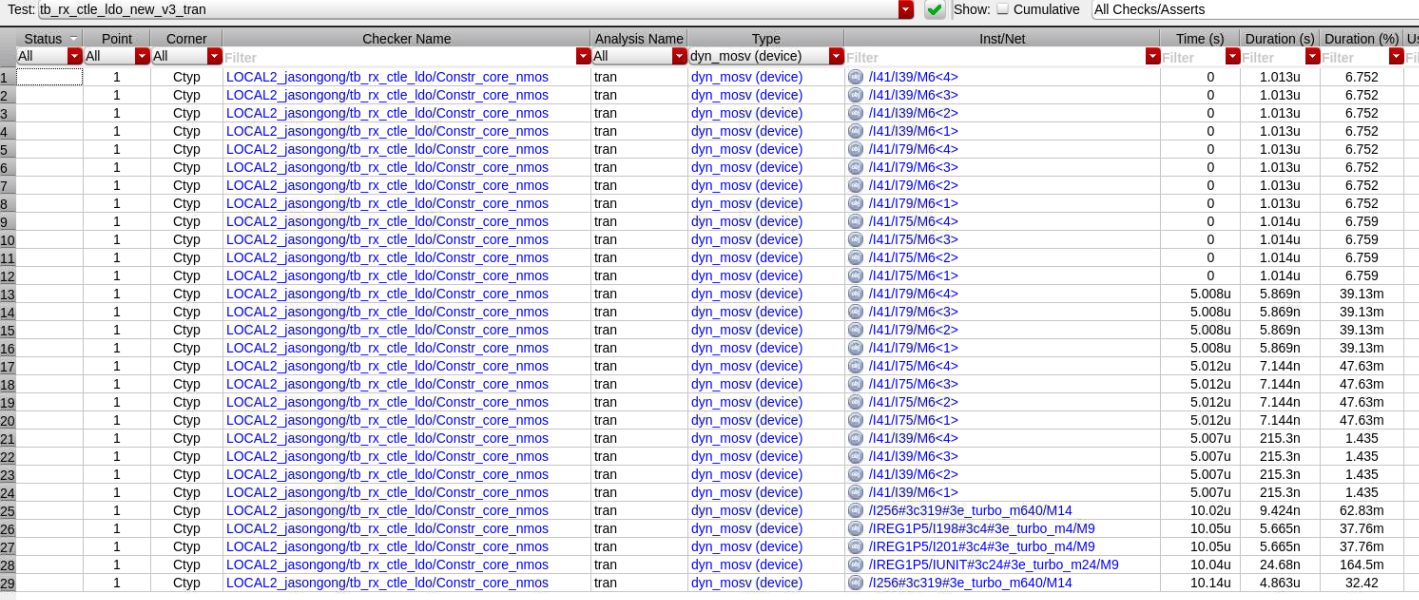 Test: tb_rx_ctle_ldo_new_v3_tran Show: Cumulative All Checks/Asserts
Status Point Corner Checker Name Analysis Name Type Inst/Net Time (s) Duration (s) Duration (%) Us
All All All Filter All dyn_mosv (device) Filter Filter Filter Filter Fil
1 1 Ctyp LOCAL2_jasongong/tb_rx_ctle_ldo/Constr_core_nmos tran dyn_mosv (device) /I41/I39/M6<4> 0 1.013u 6.752
2 1 Ctyp LOCAL2_jasongong/tb_rx_ctle_ldo/Constr_core_nmos tran dyn_mosv (device) /I41/I39/M6<3> 0 1.013u 6.752
3 1 Ctyp LOCAL2_jasongong/tb_rx_ctle_ldo/Constr_core_nmos tran dyn_mosv (device) /I41/I39/M6<2> 0 1.013u 6.752
4 1 Ctyp LOCAL2_jasongong/tb_rx_ctle_ldo/Constr_core_nmos tran dyn_mosv (device) /I41/I39/M6<1> 0 1.013u 6.752
5 1 Ctyp LOCAL2_jasongong/tb_rx_ctle_ldo/Constr_core_nmos tran dyn_mosv (device) /I41/I79/M6<4> 0 1.013u 6.752
6 1 Ctyp LOCAL2_jasongong/tb_rx_ctle_ldo/Constr_core_nmos tran dyn_mosv (device) /I41/I79/M6<3> 0 1.013u 6.752
7 1 Ctyp LOCAL2_jasongong/tb_rx_ctle_ldo/Constr_core_nmos tran dyn_mosv (device) /I41/I79/M6<2> 0 1.013u 6.752
8 1 Ctyp LOCAL2_jasongong/tb_rx_ctle_ldo/Constr_core_nmos tran dyn_mosv (device) /I41/I79/M6<1> 0 1.013u 6.752
9 1 Ctyp LOCAL2_jasongong/tb_rx_ctle_ldo/Constr_core_nmos tran dyn_mosv (device) /I41/I75/M6<4> 0 1.014u 6.759
10 1 Ctyp LOCAL2_jasongong/tb_rx_ctle_ldo/Constr_core_nmos tran dyn_mosv (device) /I41/I75/M6<3> 0 1.014u 6.759
11 1 Ctyp LOCAL2_jasongong/tb_rx_ctle_ldo/Constr_core_nmos tran dyn_mosv (device) /I41/I75/M6<2> 0 1.014u 6.759
12 1 Ctyp LOCAL2_jasongong/tb_rx_ctle_ldo/Constr_core_nmos tran dyn_mosv (device) /I41/I75/M6<1> 0 1.014u 6.759
13 1 Ctyp LOCAL2_jasongong/tb_rx_ctle_ldo/Constr_core_nmos tran dyn_mosv (device) /I41/I79/M6<4> 5.008u 5.869n 39.13m
14 1 Ctyp LOCAL2_jasongong/tb_rx_ctle_ldo/Constr_core_nmos tran dyn_mosv (device) /I41/I79/M6<3> 5.008u 5.869n 39.13m
15 1 Ctyp LOCAL2_jasongong/tb_rx_ctle_ldo/Constr_core_nmos tran dyn_mosv (device) /I41/I79/M6<2> 5.008u 5.869n 39.13m
16 1 Ctyp LOCAL2_jasongong/tb_rx_ctle_ldo/Constr_core_nmos tran dyn_mosv (device) /I41/I79/M6<1> 5.008u 5.869n 39.13m
17 1 Ctyp LOCAL2_jasongong/tb_rx_ctle_ldo/Constr_core_nmos tran dyn_mosv (device) /I41/I75/M6<4> 5.012u 7.144n 47.63m
18 1 Ctyp LOCAL2_jasongong/tb_rx_ctle_ldo/Constr_core_nmos tran dyn_mosv (device) /I41/I75/M6<3> 5.012u 7.144n 47.63m
19 1 Ctyp LOCAL2_jasongong/tb_rx_ctle_ldo/Constr_core_nmos tran dyn_mosv (device) /I41/I75/M6<2> 5.012u 7.144n 47.63m
20 1 Ctyp LOCAL2_jasongong/tb_rx_ctle_ldo/Constr_core_nmos tran dyn_mosv (device) /I41/I75/M6<1> 5.012u 7.144n 47.63m
21 1 Ctyp LOCAL2_jasongong/tb_rx_ctle_ldo/Constr_core_nmos tran dyn_mosv (device) /I41/I39/M6<4> 5.007u 215.3n 1.435
22 1 Ctyp LOCAL2_jasongong/tb_rx_ctle_ldo/Constr_core_nmos tran dyn_mosv (device) /I41/I39/M6<3> 5.007u 215.3n 1.435
23 1 Ctyp LOCAL2_jasongong/tb_rx_ctle_ldo/Constr_core_nmos tran dyn_mosv (device) /I41/I39/M6<2> 5.007u 215.3n 1.435
24 1 Ctyp LOCAL2_jasongong/tb_rx_ctle_ldo/Constr_core_nmos tran dyn_mosv (device) /I41/I39/M6<1> 5.007u 215.3n 1.435
25 1 Ctyp LOCAL2_jasongong/tb_rx_ctle_ldo/Constr_core_nmos tran dyn_mosv (device) /I256#3c319#3e_turbo_m640/M14 10.02u 9.424n 62.83m
26 1 Ctyp LOCAL2_jasongong/tb_rx_ctle_ldo/Constr_core_nmos tran dyn_mosv (device) /IREG1P5/I198#3c4#3e_turbo_m4/M9 10.05u 5.665n 37.76m
27 1 Ctyp LOCAL2_jasongong/tb_rx_ctle_ldo/Constr_core_nmos tran dyn_mosv (device) /IREG1P5/I201#3c4#3e_turbo_m4/M9 10.05u 5.665n 37.76m
28 1 Ctyp LOCAL2_jasongong/tb_rx_ctle_ldo/Constr_core_nmos tran dyn_mosv (device) /IREG1P5/IUNIT#3c24#3e_turbo_m24/M9 10.04u 24.68n 164.5m
29 1 Ctyp LOCAL2_jasongong/tb_rx_ctle_ldo/Constr_core_nmos tran dyn_mosv (device) /I256#3c319#3e_turbo_m640/M14 10.14u 4.863u 32.42